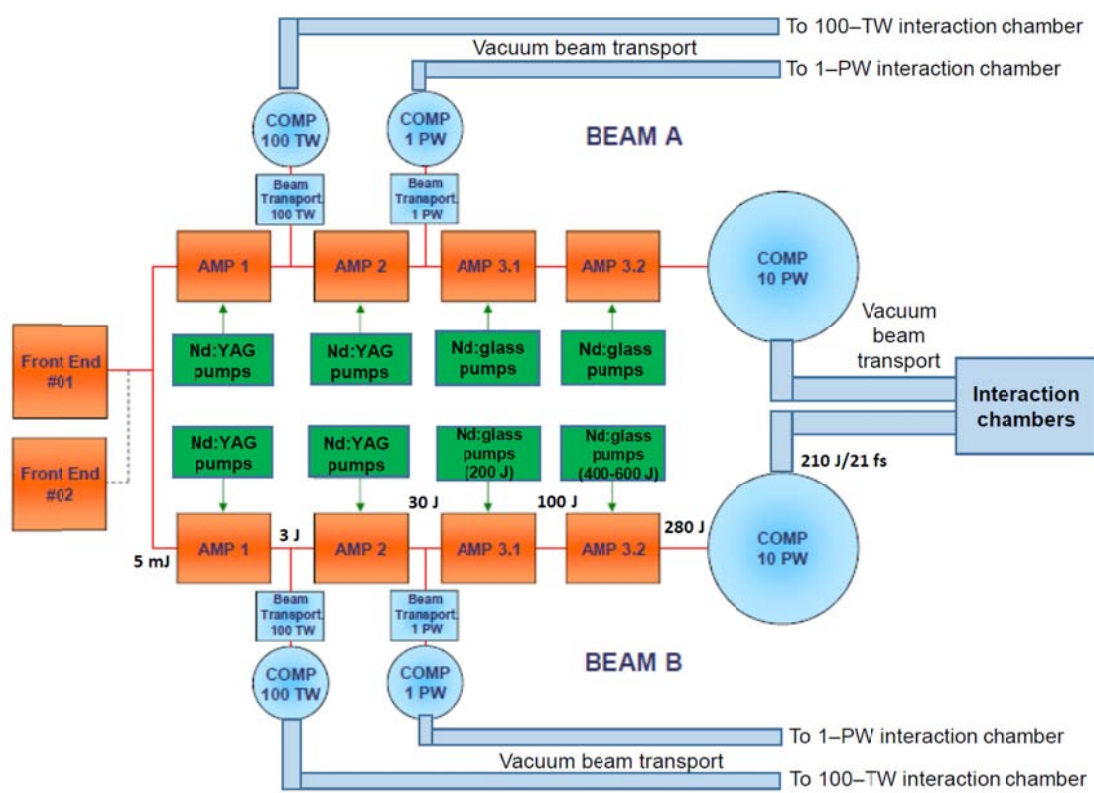 To 100–TW interaction chamber
Vacuum beam transport
To 1–PW interaction chamber
COMP
100 TW
COMP
1 PW
BEAM A
Beam
Transport.
100 TW
Beam
Transport.
1 PW
AMP 1
AMP 2
AMP 3.1
AMP 3.2
COMP
10 PW
Nd:YAG
pumps
Nd:YAG
pumps
Nd:glass
pumps
Nd:glass
pumps
Vacuum
beam
transport
Front End
#01
Interaction
chambers
Front End
#02
Nd:YAG
pumps
Nd:YAG
pumps
Nd:glass
pumps
(200 J)
Nd:glass
pumps
(400-600 J)
210 J/21 fs
5 mJ
AMP 1
3 J
AMP 2
30 J
AMP 3.1
100 J
AMP 3.2
280 J
COMP
10 PW
Beam
Transport.
100 TW
Beam
Transport.
1 PW
COMP
100 TW
COMP
1 PW
BEAM B
To 1–PW interaction chamber
Vacuum beam transport
To 100–TW interaction chamber